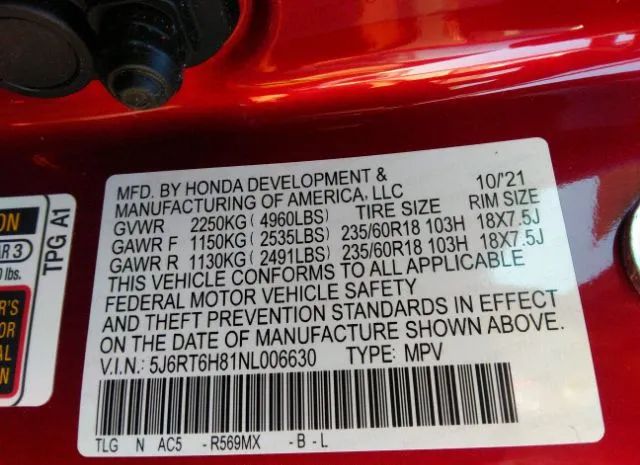 MFD. BY HONDA DEVELOPMENT & 10/'21
MANUFACTURING OF AMERICA, LLC
TIRE SIZE RIM SIZE
GVWR 2250KG ( 4960LBS)
GAWR F 1150KG ( 2535LBS) 235/60R18 103H 18X7.5J
GAWR R 1130KG ( 2491LBS) 235/60R18 103H 18X7.5J
THIS VEHICLE CONFORMS TO ALL APPLICABLE
FEDERAL MOTOR VEHICLE SAFETY
AND THEFT PREVENTION STANDARDS IN EFFECT
ON THE DATE OF MANUFACTURE SHOWN ABOVE.
V.I.N.: 5J6RT6H81NL006630 TYPE: MPV
TLG N AC5 - R569MX - B - L
TPG A1